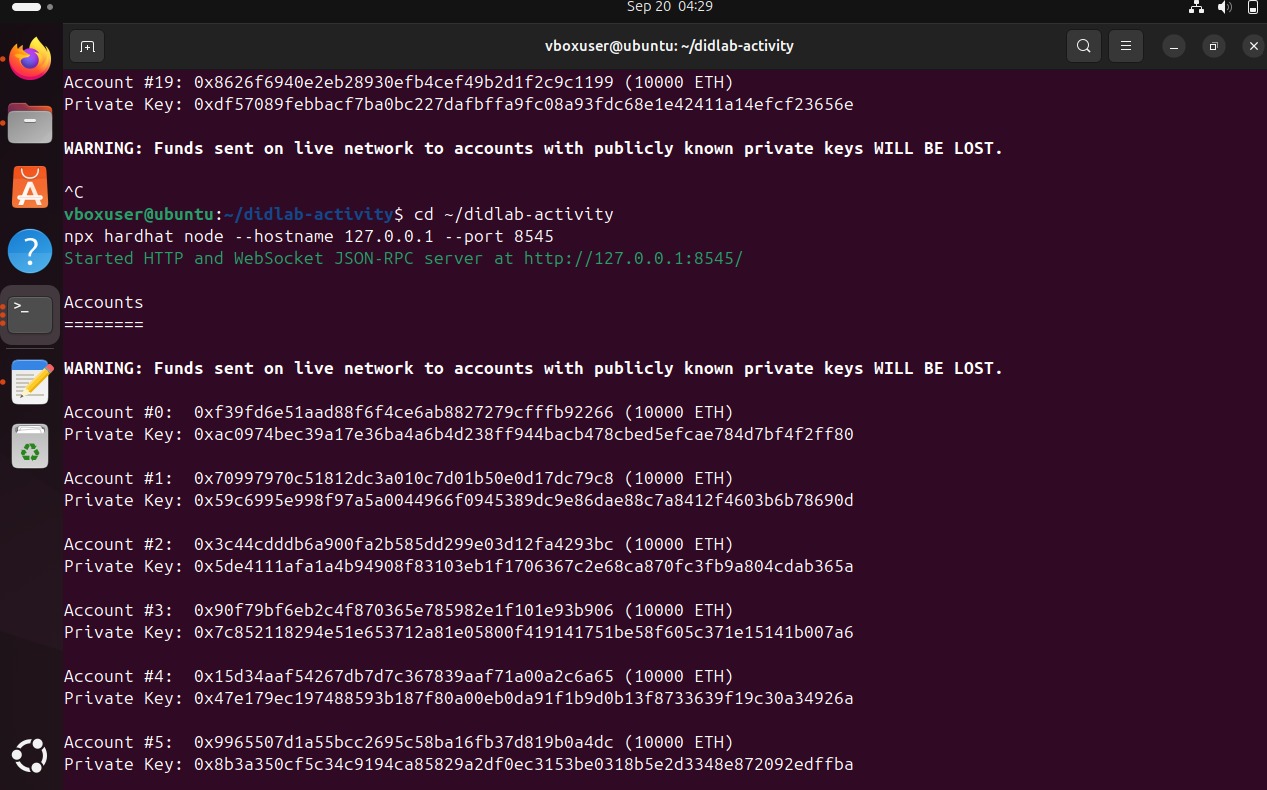 Sep 20 04:29
vboxuser@ubuntu: ~/didlab-activity
Account #19: 0x8626f6940e2eb28930efb4cef49b2d1f2c9c1199 (10000 ETH)
Private Key: 0xdf57089febbacf7ba0bc227dafbffa9fc08a93fdc68e1e42411a14efcf23656e
WARNING: Funds sent on live network to accounts with publicly known private keys WILL BE LOST.
^C
vboxuser@ubuntu:~/didlab-activity$ cd ~/didlab-activity
npx hardhat node --hostname 127.0.0.1 --port 8545
Started HTTP and WebSocket JSON-RPC server at http://127.0.0.1:8545/
Accounts
========
WARNING: Funds sent on live network to accounts with publicly known private keys WILL BE LOST.
Account #0:  0xf39fd6e51aad88f6f4ce6ab8827279cfffb92266 (10000 ETH)
Private Key: 0xac0974bec39a17e36ba4a6b4d238ff944bacb478cbed5efcae784d7bf4f2ff80
Account #1:  0x70997970c51812dc3a010c7d01b50e0d17dc79c8 (10000 ETH)
Private Key: 0x59c6995e998f97a5a0044966f0945389dc9e86dae88c7a8412f4603b6b78690d
Account #2:  0x3c44cdddb6a900fa2b585dd299e03d12fa4293bc (10000 ETH)
Private Key: 0x5de4111afa1a4b94908f83103eb1f1706367c2e68ca870fc3fb9a804cdab365a
Account #3:  0x90f79bf6eb2c4f870365e785982e1f101e93b906 (10000 ETH)
Private Key: 0x7c852118294e51e653712a81e05800f419141751be58f605c371e15141b007a6
Account #4:  0x15d34aaf54267db7d7c367839aaf71a00a2c6a65 (10000 ETH)
Private Key: 0x47e179ec197488593b187f80a00eb0da91f1b9d0b13f8733639f19c30a34926a
Account #5:  0x9965507d1a55bcc2695c58ba16fb37d819b0a4dc (10000 ETH)
Private Key: 0x8b3a350cf5c34c9194ca85829a2df0ec3153be0318b5e2d3348e872092edffba